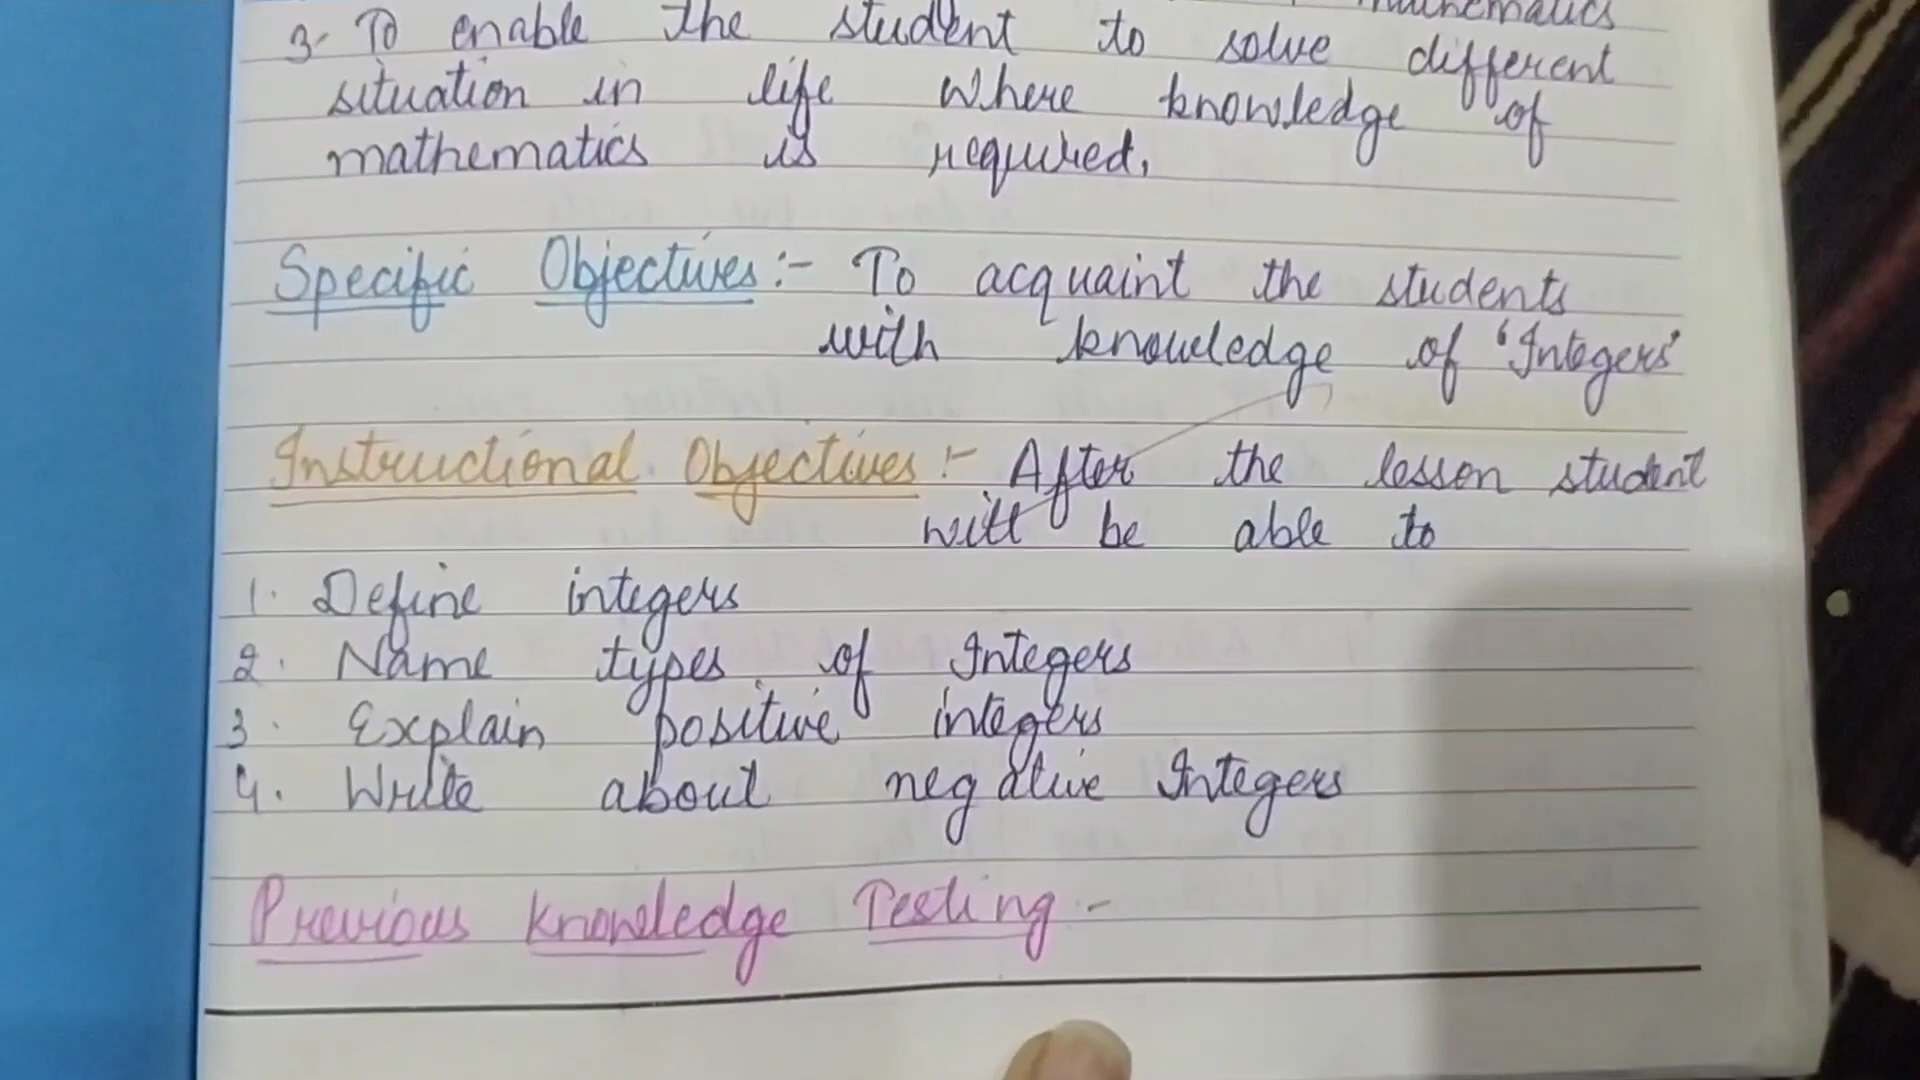 mathematics
3. To enable the student to solve different
situation in life where knowledge of
mathematics is required.
Specific Objectives :- To acquaint the students
with knowledge of 'Integers'
Instructional Objectives :- After the lesson student
will be able to
1. Define integers
2. Name types of Integers
3. Explain positive integers
4. Write about negative Integers
Previous knowledge Testing -